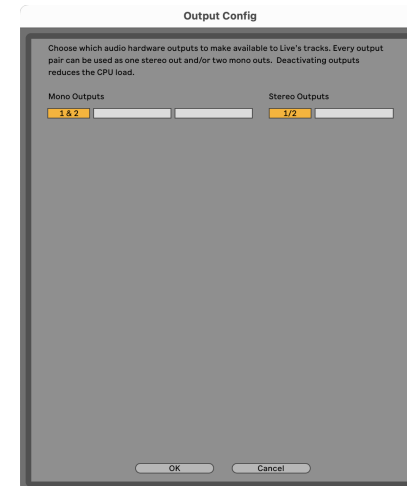 Output Config
Choose which audio hardware outputs to make available to Live's tracks. Every output
pair can be used as one stereo out and/or two mono outs.  Deactivating outputs
reduces the CPU load.
Mono Outputs Stereo Outputs
1 & 2 1/2
OK Cancel